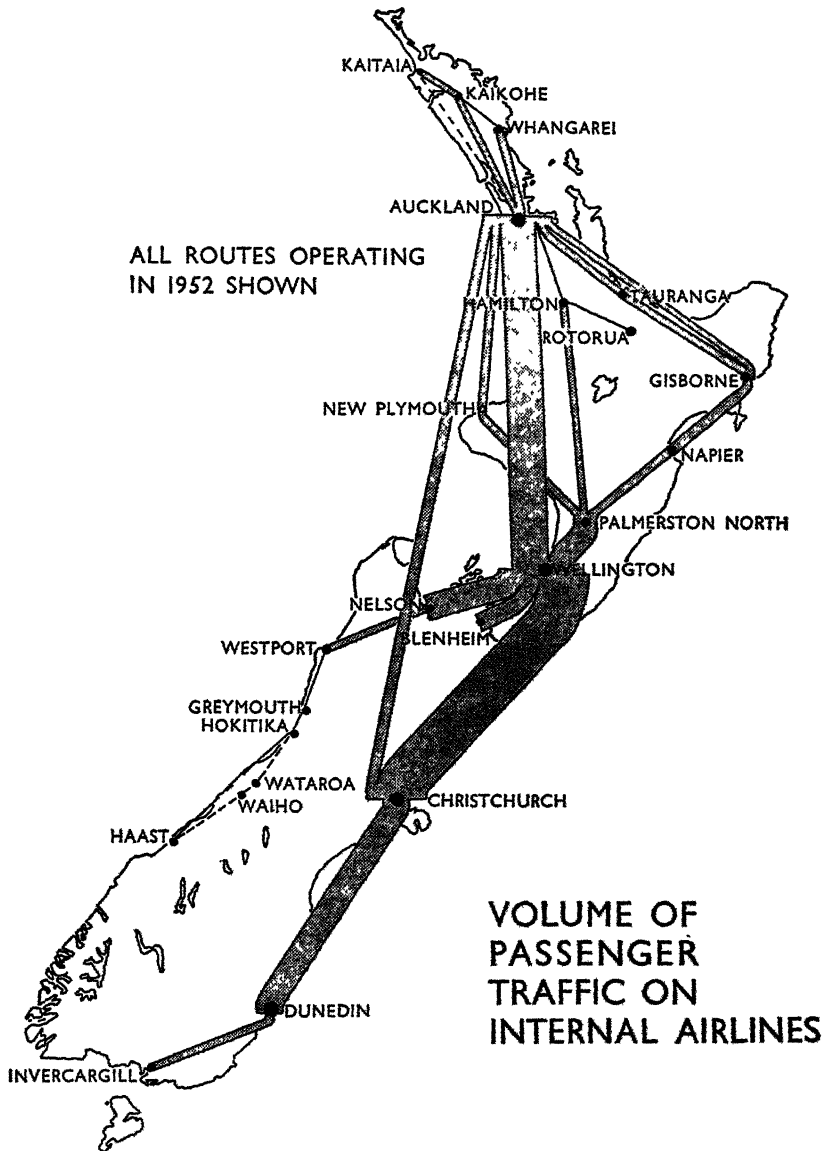 KAITAIA
KAIKOHE
WHANGAREI
AUCKLAND
ALL ROUTES OPERATING
IN 1952 SHOWN
HAMILTON
TAURANGA
ROTORUA
GISBORNE
NEW PLYMOUTH
NAPIER
PALMERSTON NORTH
WELLINGTON
NELSON
BLENHEIM
WESTPORT
GREYMOUTH
HOKITIKA
WATAROA
WAIHO
CHRISTCHURCH
HAAST
VOLUME OF
PASSENGER
TRAFFIC ON
INTERNAL AIRLINES
DUNEDIN
INVERCARGILL